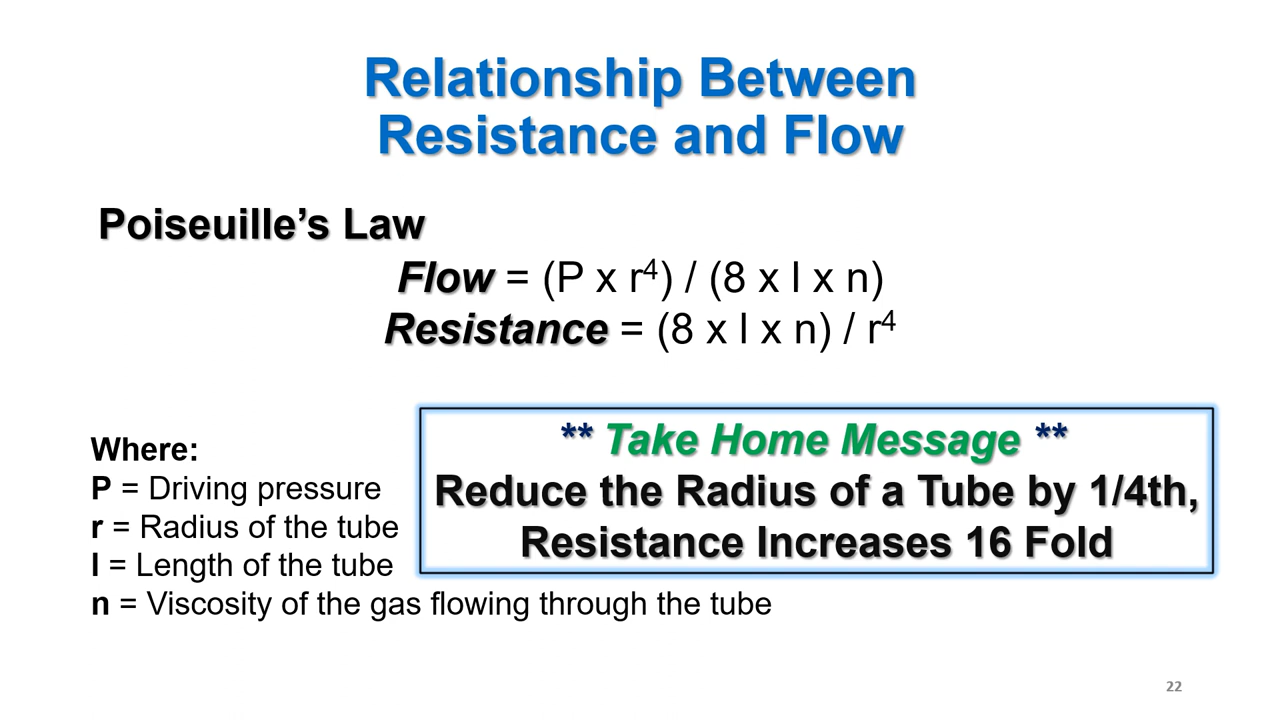 Relationship Between
Resistance and Flow
Poiseuille’s Law
Flow = (P x r⁴) / (8 x l x n)
Resistance = (8 x l x n) / r⁴
Where:
P = Driving pressure
r = Radius of the tube
l = Length of the tube
n = Viscosity of the gas flowing through the tube
** Take Home Message **
Reduce the Radius of a Tube by 1/4th,
Resistance Increases 16 Fold
22